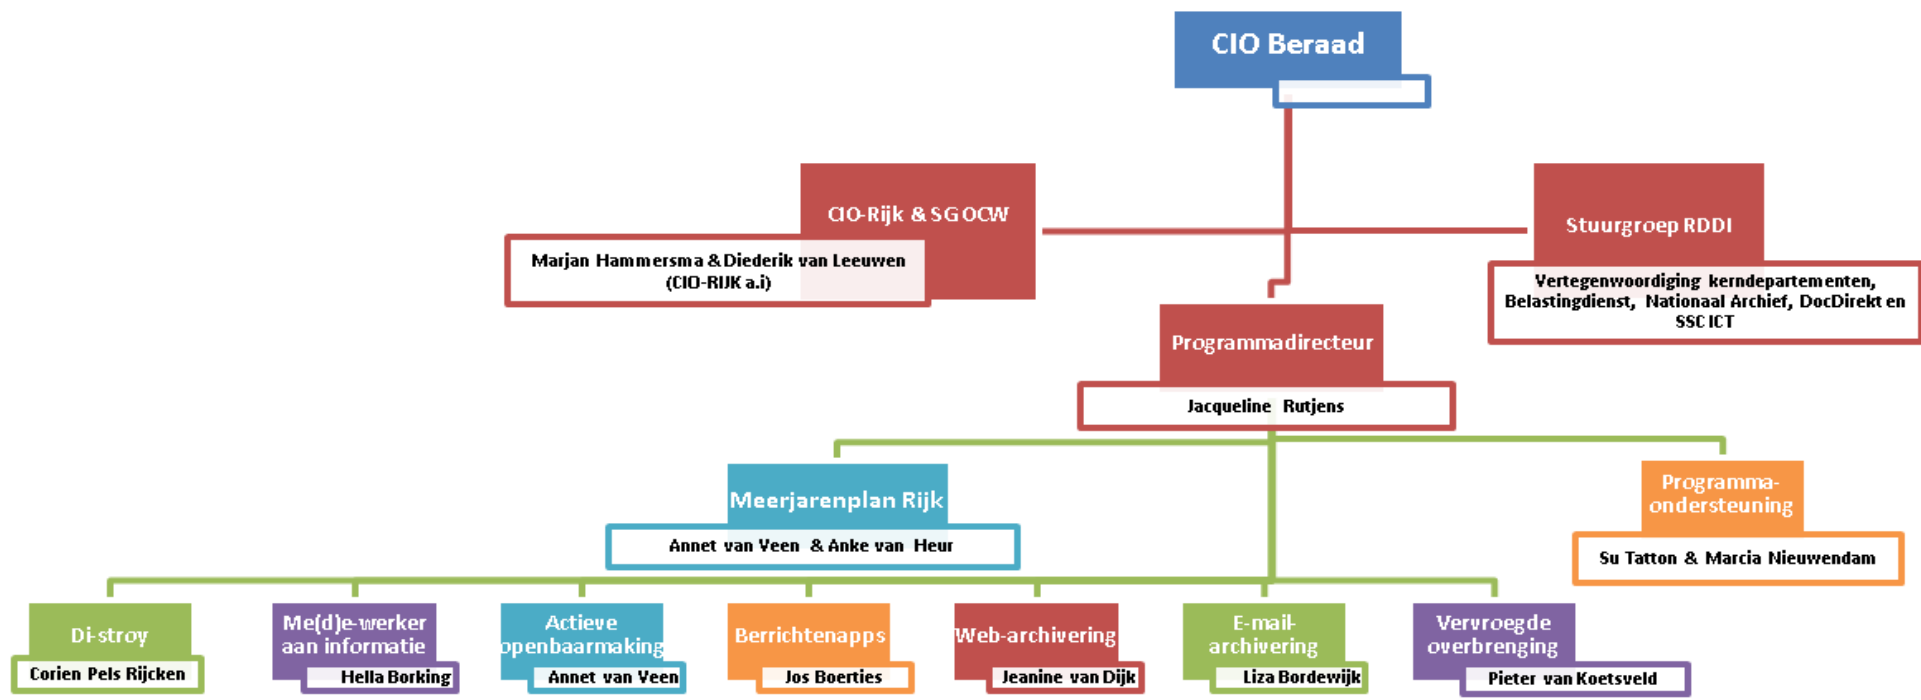 CIO Beraad
CIO-Rijk & SG OCW
Marjan Hammersma & Diederik van Leeuwen
(CIO-RIJK a.i)
Stuurgroep RDDI
Vertegenwoordiging kerndepartementen,
Belastingdienst, Nationaal Archief, DocDirekt en
SSC ICT
Programmadirecteur
Jacqueline Rutjens
Meerjarenplan Rijk
Annet van Veen & Anke van Heur
Programma-
ondersteuning
Su Tatton & Marcia Nieuwendam
Di-stroy
Corien Pels Rijcken
Me(d)e-werker
aan informatie
Hella Borking
Actieve
openbaarmaking
Annet van Veen
Berrichtenapps
Jos Boerties
Web-archivering
Jeanine van Dijk
E-mail-
archivering
Liza Bordewijk
Vervroegde
overbrenging
Pieter van Koetsveld